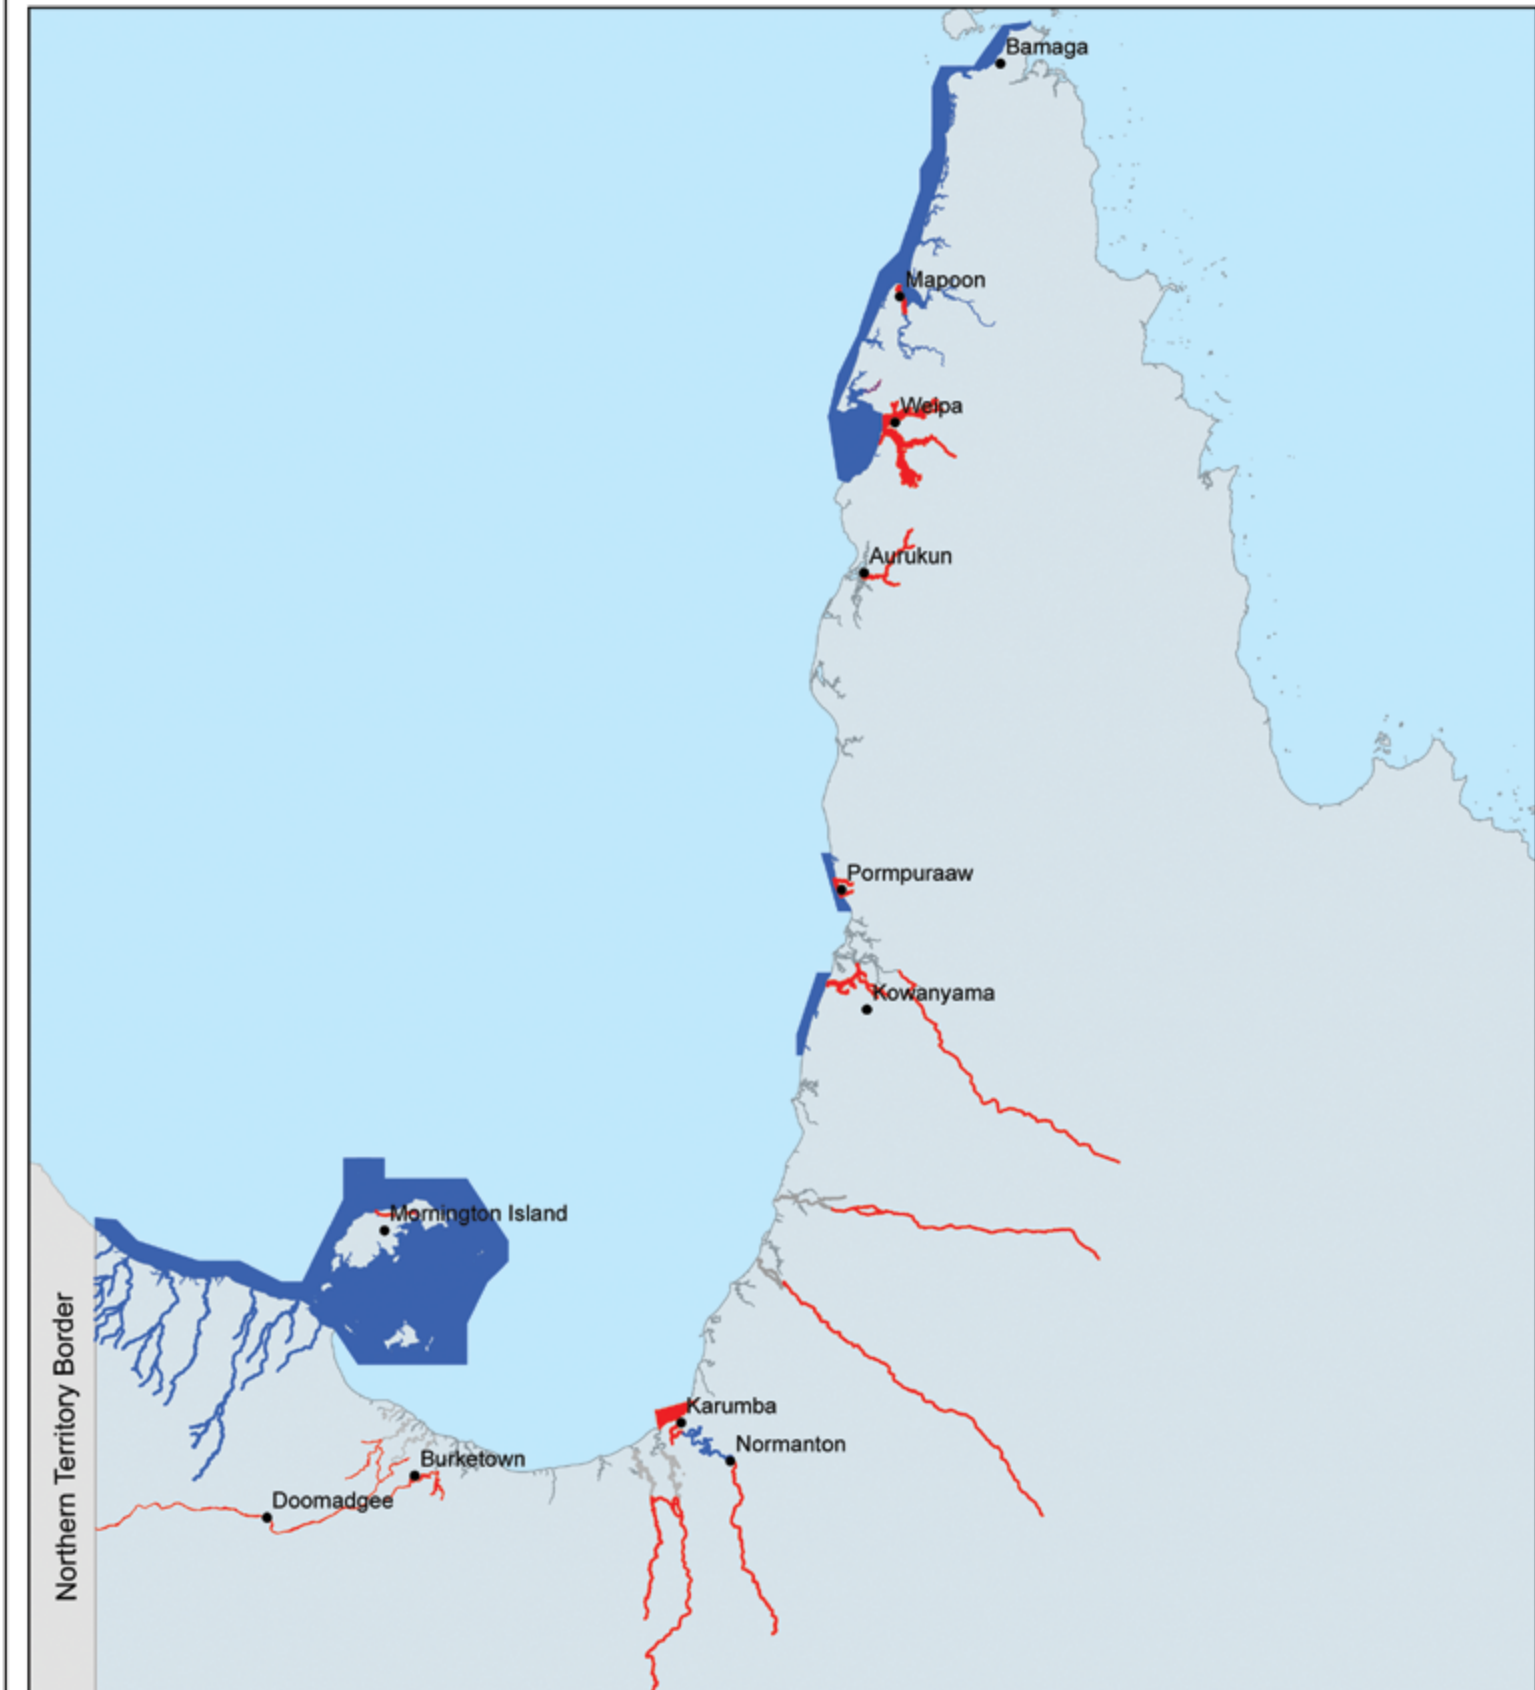 Bamaga
Mapoon
Weipa
Aurukun
Pormpuraaw
Kowanyama
Mornington Island
Karumba
Normanton
Burketown
Doomadgee
Northern Territory Border